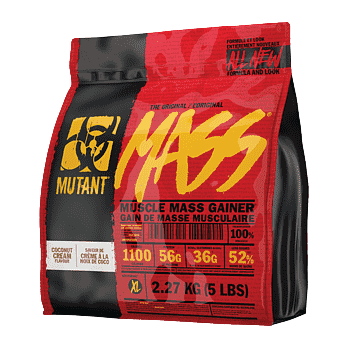 FORMULA AND LOOK
ENTIÈREMENT NOUVEAUX
ALL NEW
FORMULA AND LOOK
THE ORIGINAL / L'ORIGINAL
MASS
MUTANT
MUSCLE MASS GAINER
GAIN DE MASSE MUSCULAIRE
100%
COCONUT CREAM
FLAVOUR
SAVEUR DE
CRÈME À LA
NOIX DE COCO
1100 56G 36G 52%
XL 2.27 KG (5 LBS)